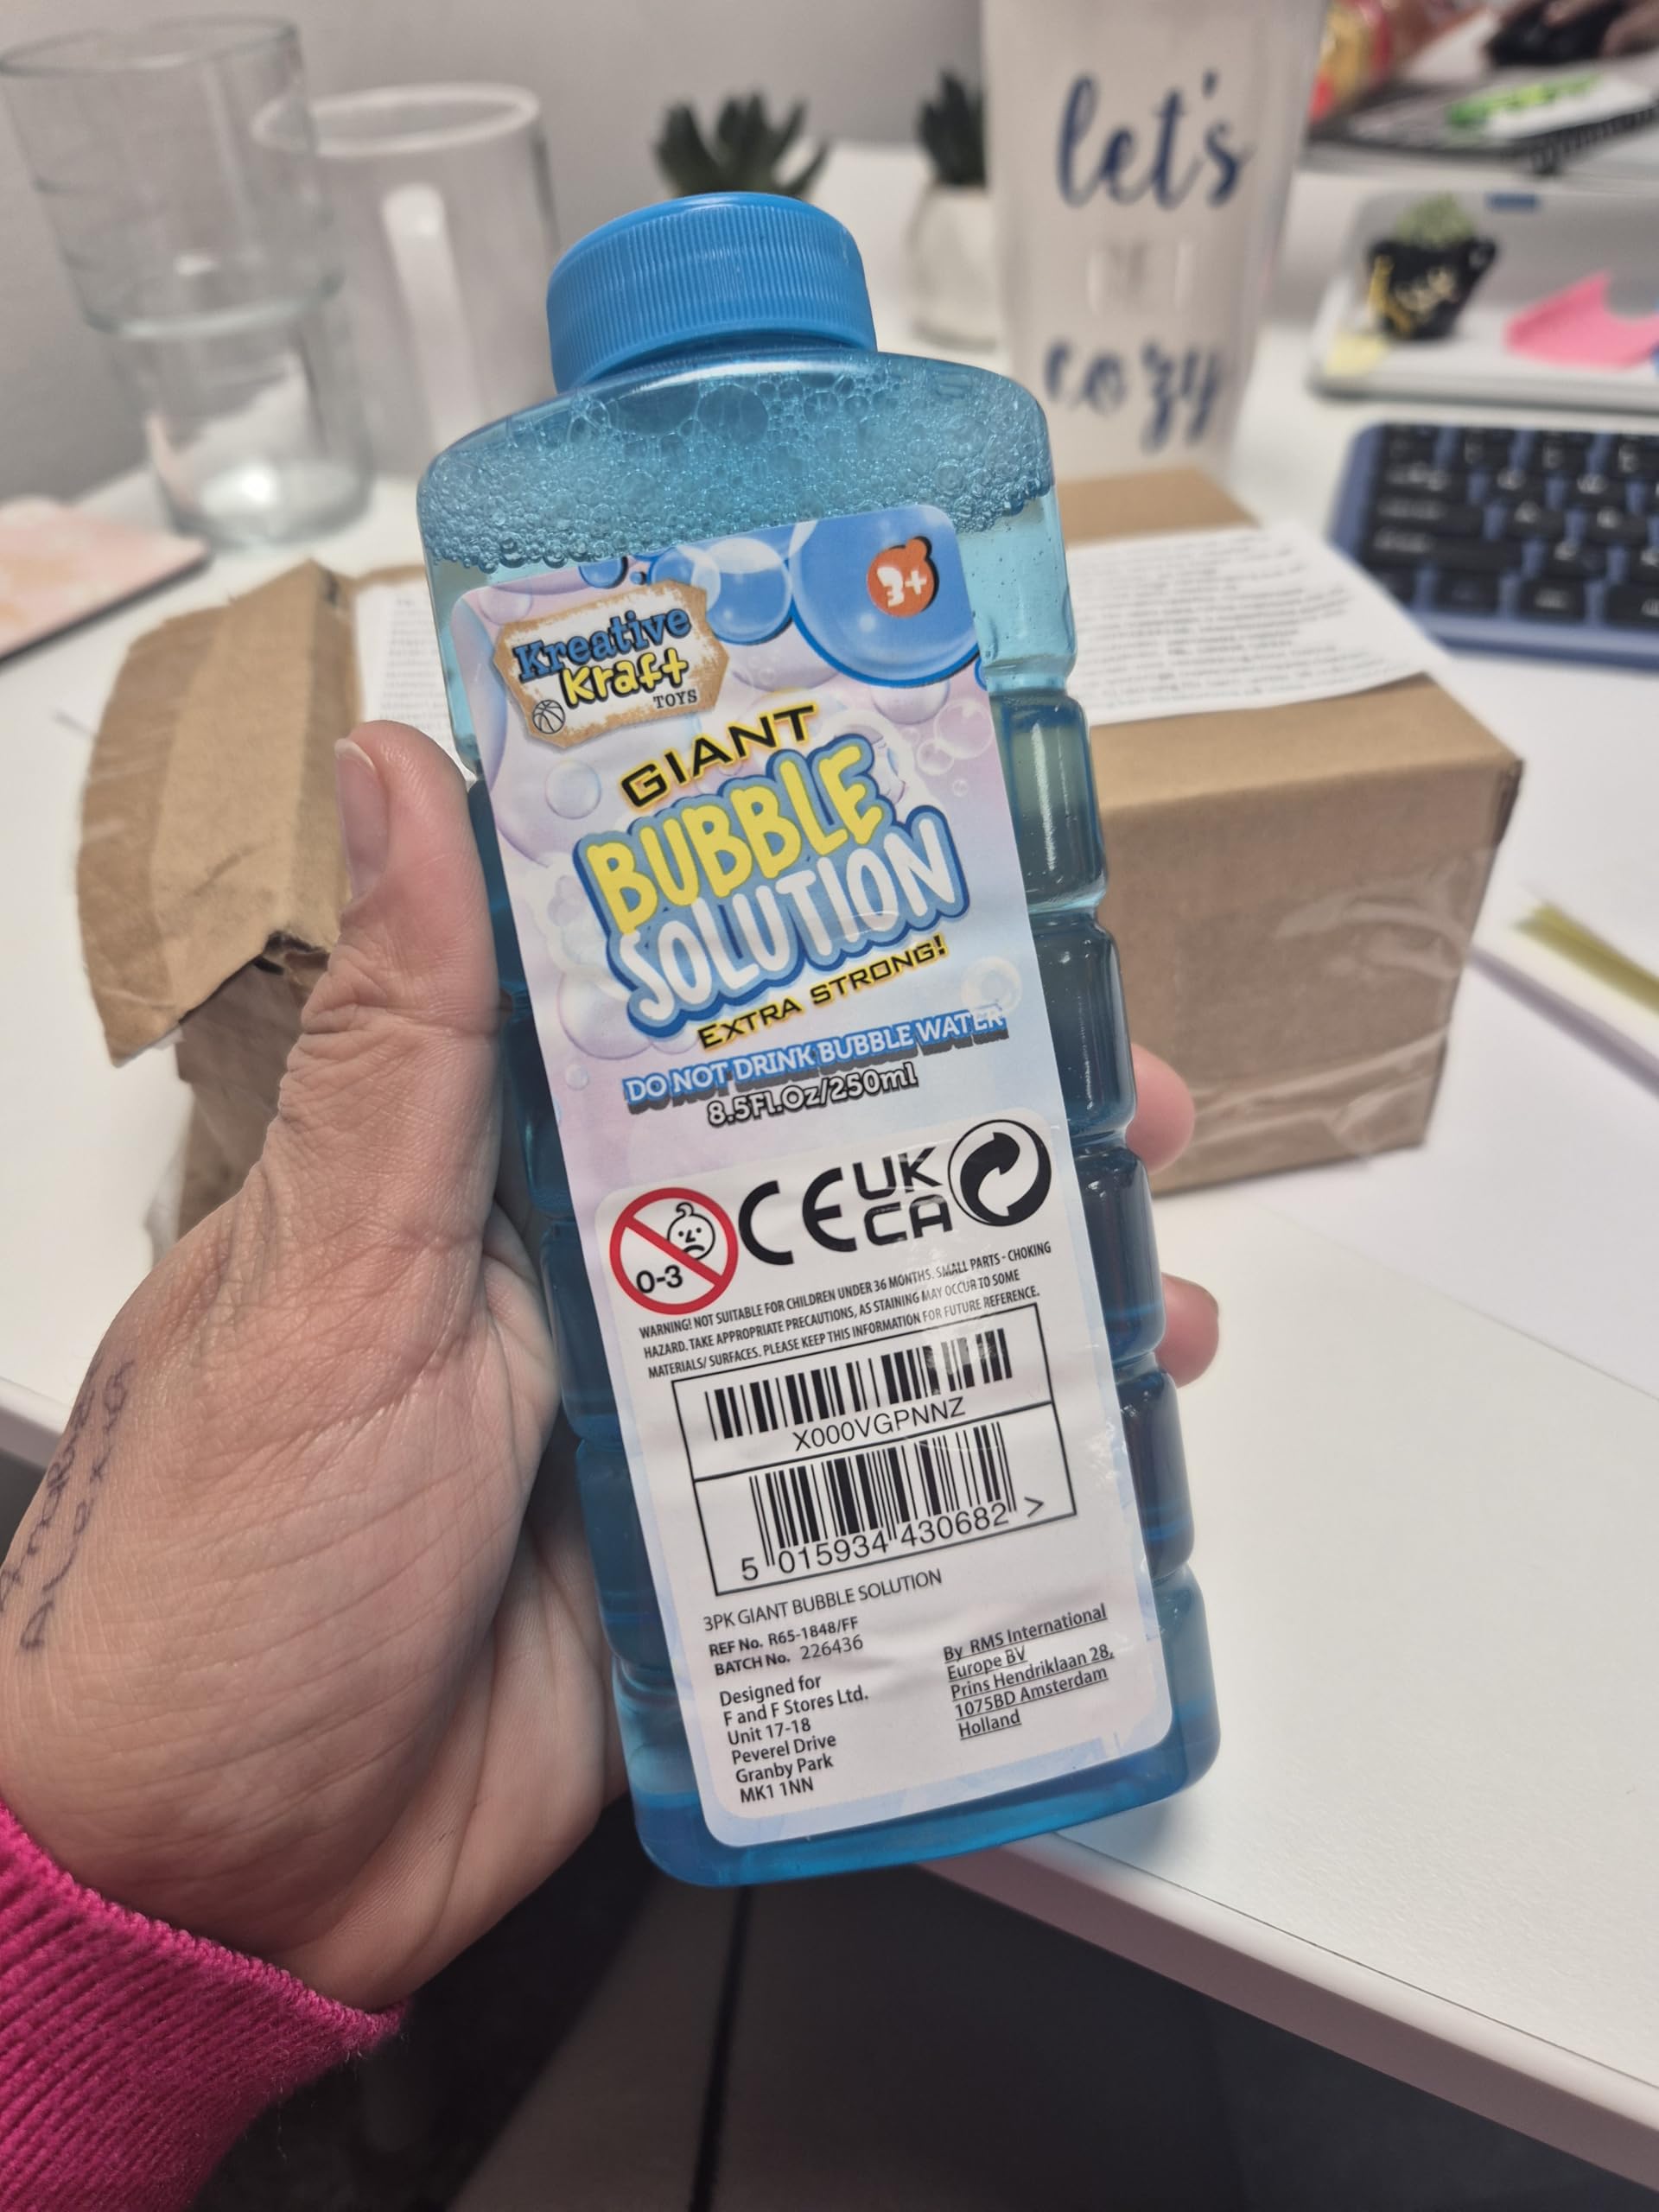 let's
cozy
3+
Kreative
Kraft
TOYS
GIANT
BUBBLE
SOLUTION
EXTRA STRONG!
DO NOT DRINK BUBBLE WATER
8.5Fl.Oz/250ml
0-3
CE
UK
CA
WARNING! NOT SUITABLE FOR CHILDREN UNDER 36 MONTHS. SMALL PARTS - CHOKING
HAZARD. TAKE APPROPRIATE PRECAUTIONS, AS STAINING MAY OCCUR TO SOME
MATERIALS/ SURFACES. PLEASE KEEP THIS INFORMATION FOR FUTURE REFERENCE.
X000VGPNNZ
5 015934 430682 >
3PK GIANT BUBBLE SOLUTION
REF No. R65-1848/FF
BATCH No. 226436
Designed for
F and F Stores Ltd.
Unit 17-18
Peverel Drive
Granby Park
MK1 1NN
By RMS International
Europe BV
Prins Hendriklaan 28,
1075BD Amsterdam
Holland